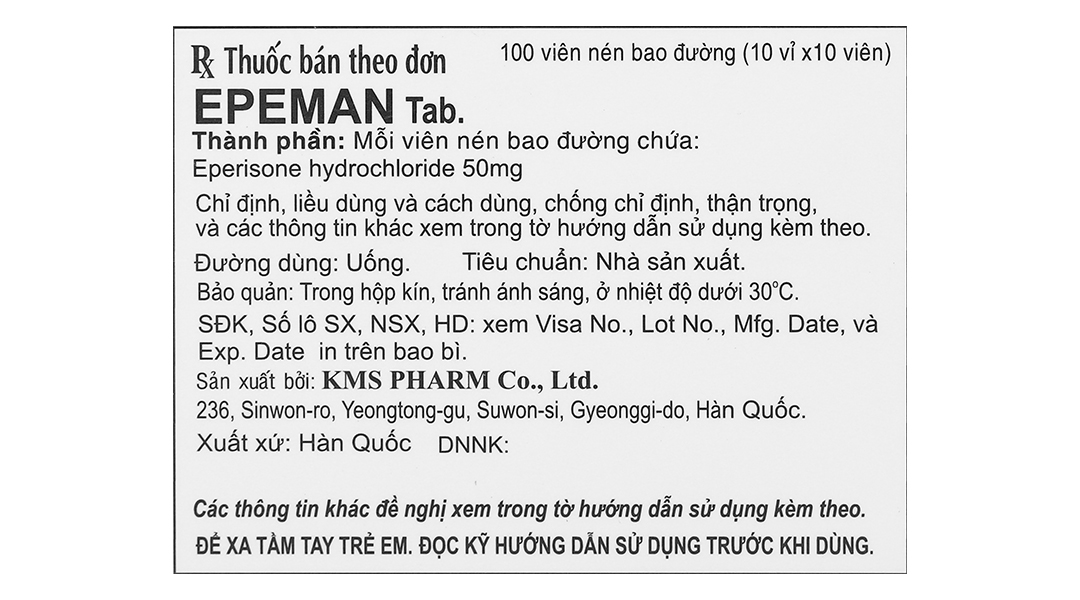 Rx Thuốc bán theo đơn
100 viên nén bao đường (10 vỉ x10 viên)
EPEMAN Tab.
Thành phần: Mỗi viên nén bao đường chứa:
Eperisone hydrochloride 50mg
Chỉ định, liều dùng và cách dùng, chống chỉ định, thận trọng,
và các thông tin khác xem trong tờ hướng dẫn sử dụng kèm theo.
Đường dùng: Uống. Tiêu chuẩn: Nhà sản xuất.
Bảo quản: Trong hộp kín, tránh ánh sáng, ở nhiệt độ dưới 30°C.
SĐK, Số lô SX, NSX, HD: xem Visa No., Lot No., Mfg. Date, và
Exp. Date in trên bao bì.
Sản xuất bởi: KMS PHARM Co., Ltd.
236, Sinwon-ro, Yeongtong-gu, Suwon-si, Gyeonggi-do, Hàn Quốc.
Xuất xứ: Hàn Quốc DNNK:
Các thông tin khác đề nghị xem trong tờ hướng dẫn sử dụng kèm theo.
ĐỂ XA TẦM TAY TRẺ EM. ĐỌC KỸ HƯỚNG DẪN SỬ DỤNG TRƯỚC KHI DÙNG.